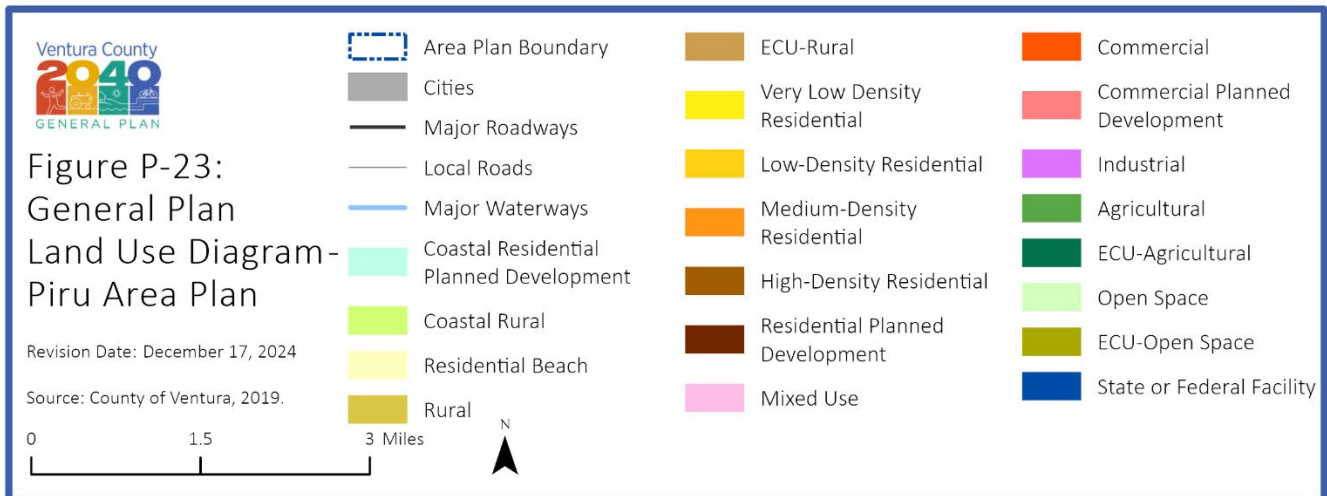 Ventura County
2040
GENERAL PLAN
Figure P-23:
General Plan
Land Use Diagram-
Piru Area Plan
Revision Date: December 17, 2024
Source: County of Ventura, 2019.
0 1.5 3 Miles
N
Area Plan Boundary
Cities
Major Roadways
Local Roads
Major Waterways
Coastal Residential
Planned Development
Coastal Rural
Residential Beach
Rural
ECU-Rural
Very Low Density
Residential
Low-Density Residential
Medium-Density
Residential
High-Density Residential
Residential Planned
Development
Mixed Use
Commercial
Commercial Planned
Development
Industrial
Agricultural
ECU-Agricultural
Open Space
ECU-Open Space
State or Federal Facility